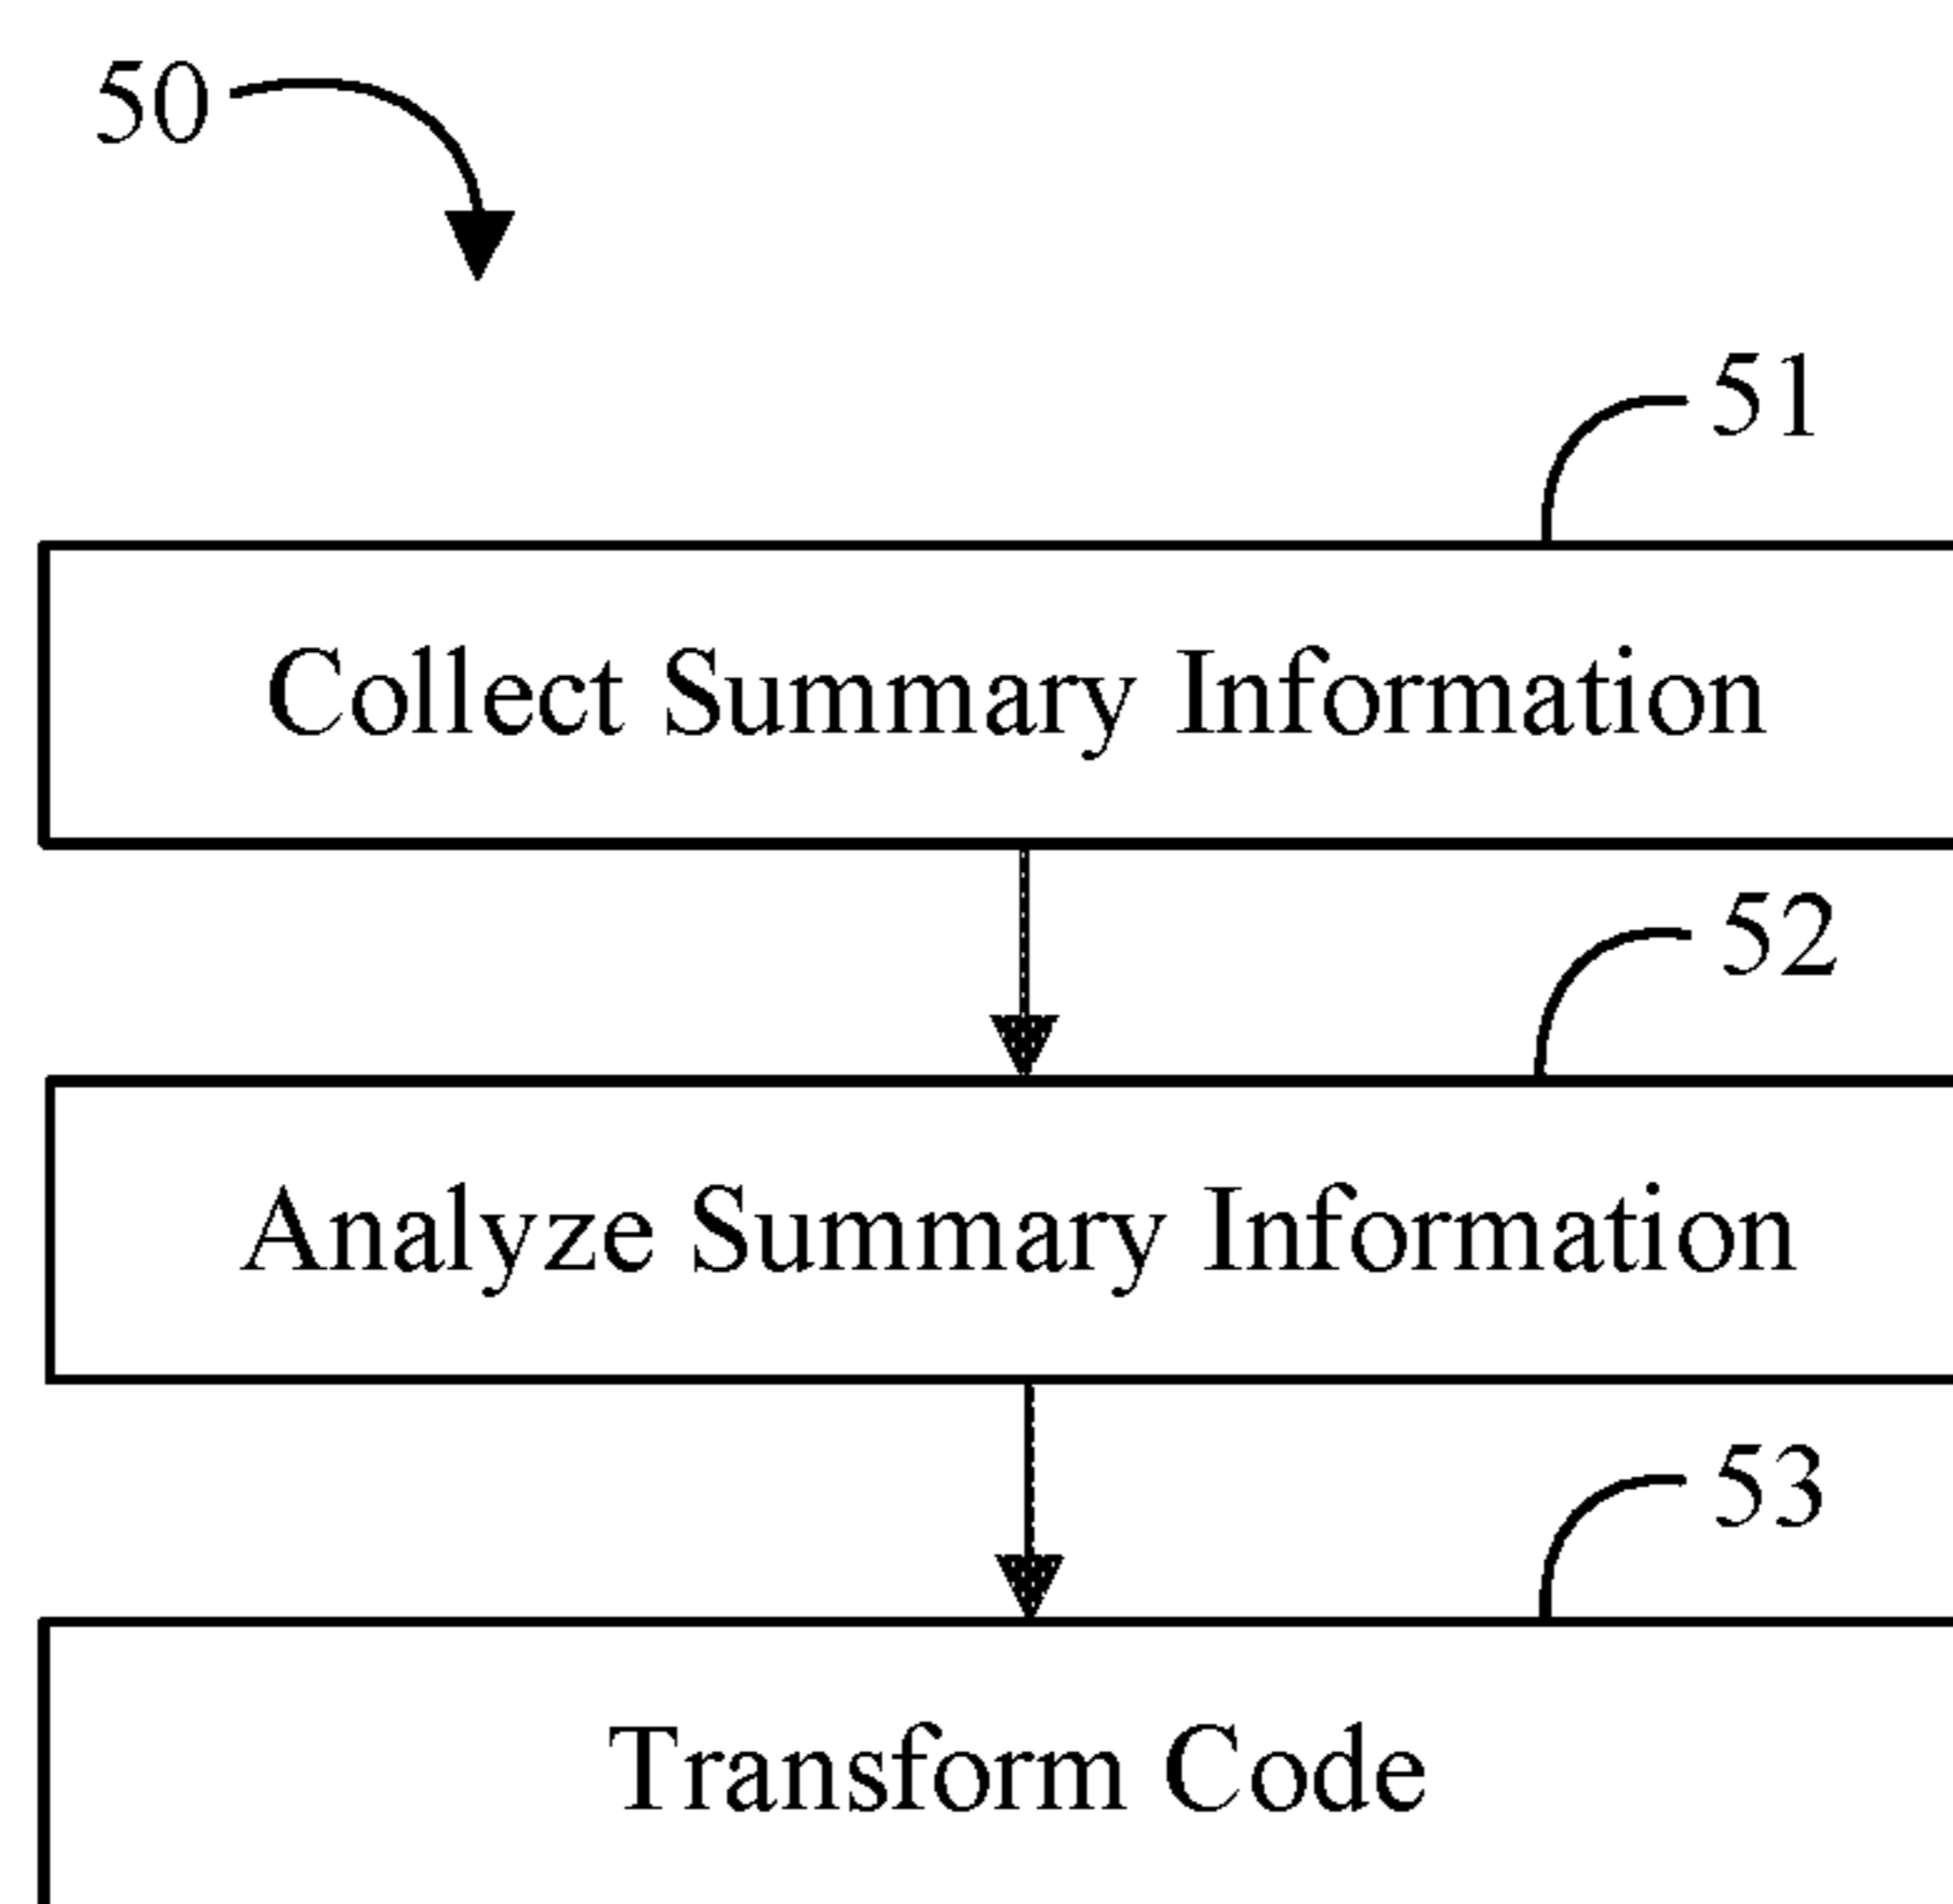 50
51
Collect Summary Information
52
Analyze Summary Information
53
Transform Code